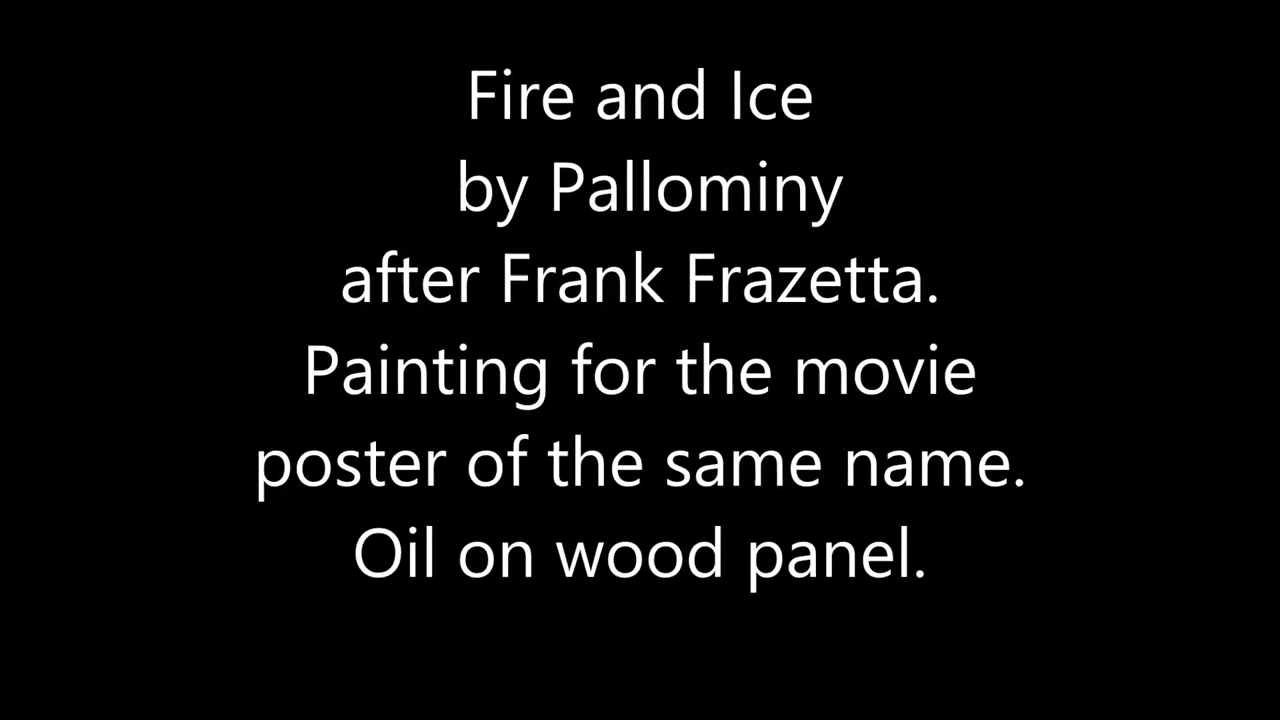 Fire and Ice
by Pallominy
after Frank Frazetta.
Painting for the movie
poster of the same name.
Oil on wood panel.